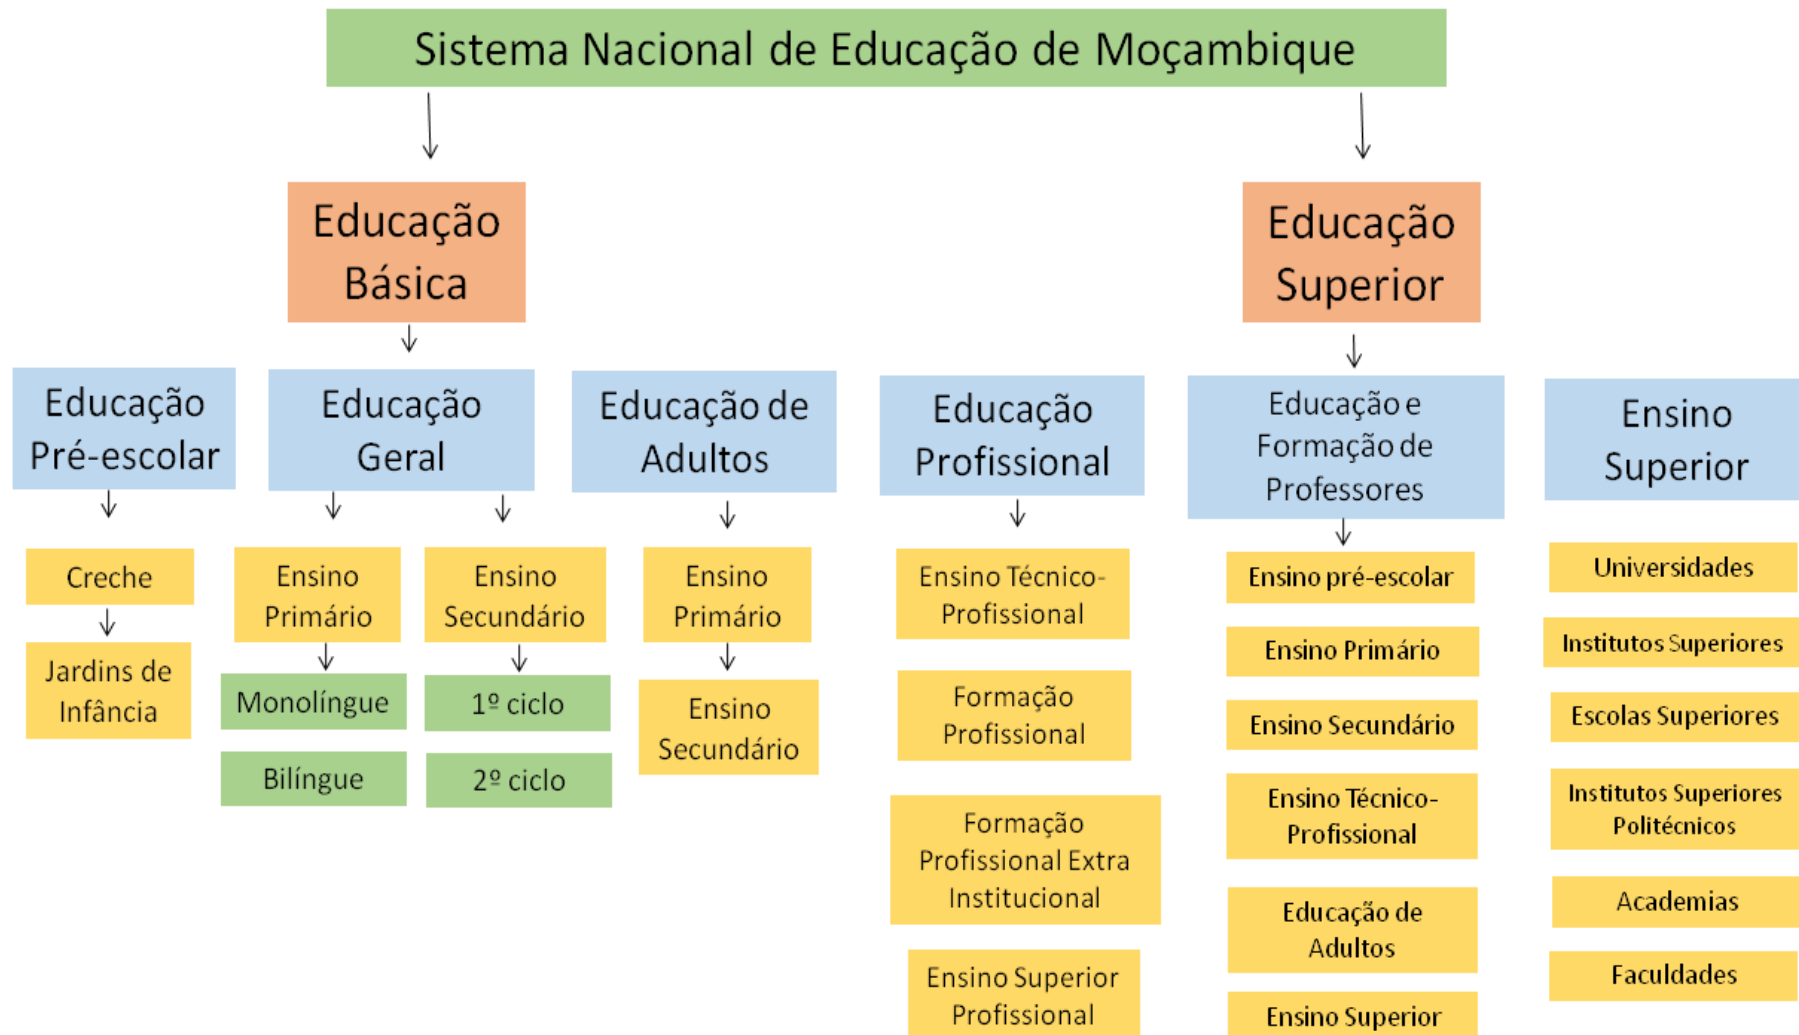 Sistema Nacional de Educação de Moçambique
Educação
Básica
Educação
Superior
Educação
Pré-escolar
Educação
Geral
Educação de
Adultos
Educação
Profissional
Educação e
Formação de
Professores
Ensino
Superior
Creche
Jardins de
Infância
Ensino
Primário
Monolíngue
Bilíngue
Ensino
Secundário
1º ciclo
2º ciclo
Ensino
Primário
Ensino
Secundário
Ensino Técnico-
Profissional
Formação
Profissional
Formação
Profissional Extra
Institucional
Ensino Superior
Profissional
Ensino pré-escolar
Ensino Primário
Ensino Secundário
Ensino Técnico-
Profissional
Educação de
Adultos
Ensino Superior
Universidades
Institutos Superiores
Escolas Superiores
Institutos Superiores
Politécnicos
Academias
Faculdades